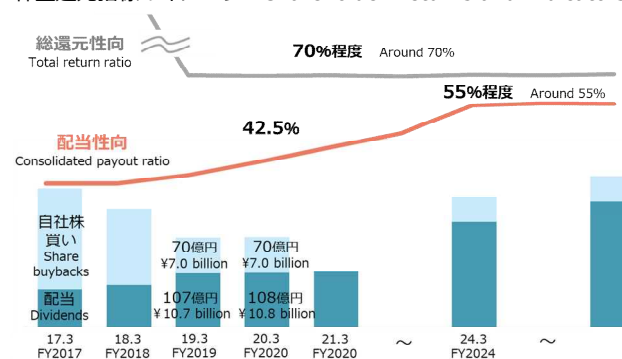 総還元性向
Total return ratio
70%程度 Around 70%
55%程度 Around 55%
42.5%
配当性向
Consolidated payout ratio
自社株
買い
Share
buybacks
70億円
¥7.0 billion
70億円
¥7.0 billion
配当
Dividends
107億円
¥10.7 billion
108億円
¥10.8 billion
17.3
FY2017
18.3
FY2018
19.3
FY2019
20.3
FY2020
21.3
FY2020
~
24.3
FY2024
~